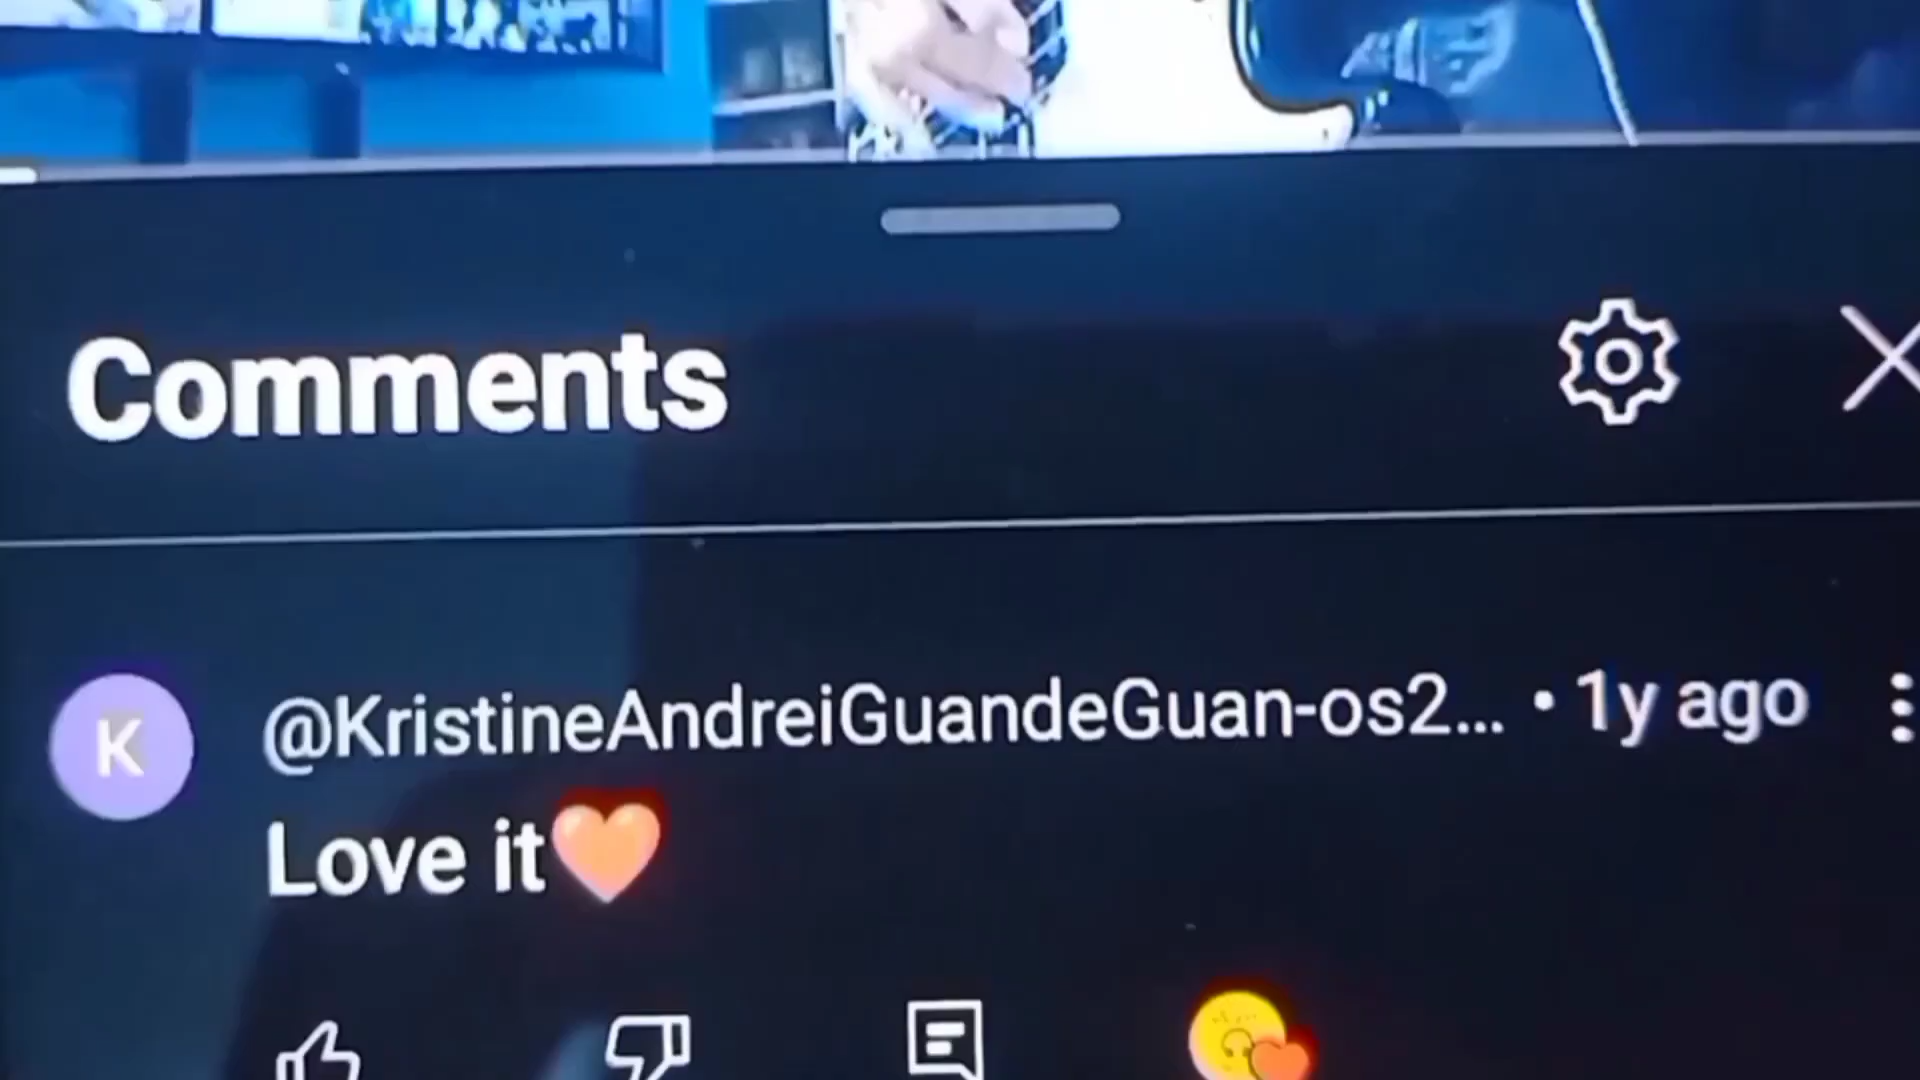 Comments
K
@KristineAndreiGuandeGuan-os2... • 1y ago
Love it🧡